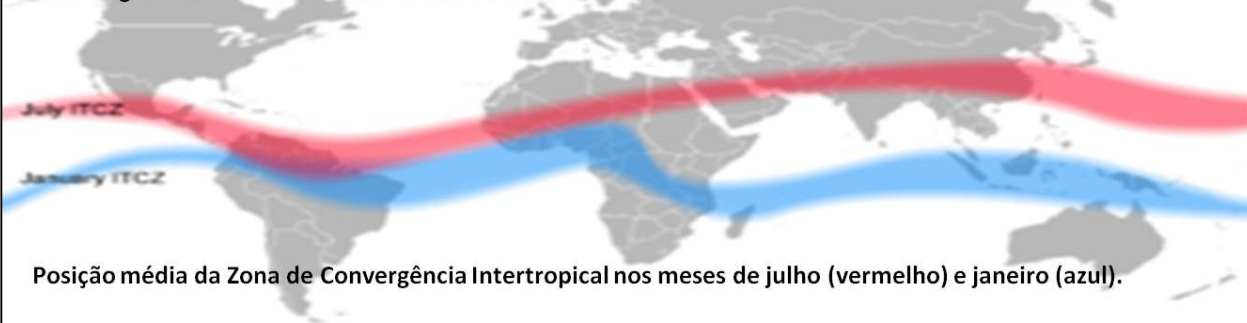 July ITCZ
January ITCZ
Posição média da Zona de Convergência Intertropical nos meses de julho (vermelho) e janeiro (azul).